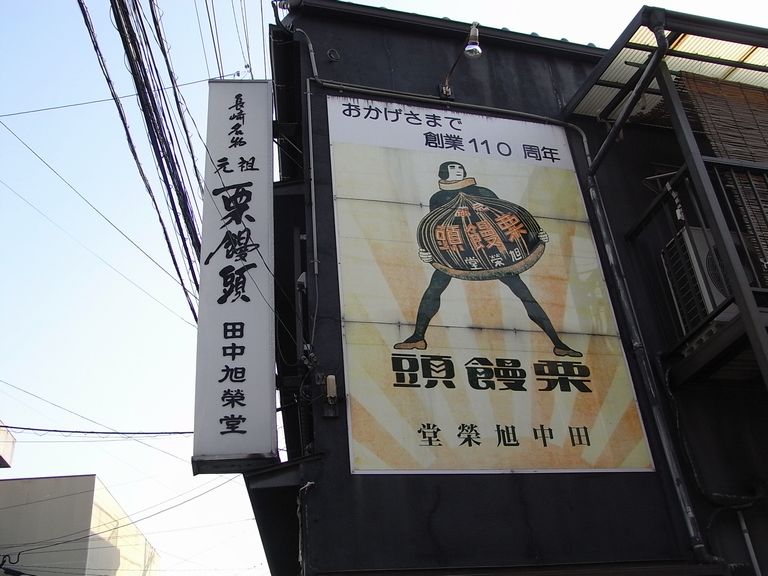 長崎名物
元祖
栗饅頭
田中旭榮堂
おかげさまで
創業110周年
栗饅頭
旭榮堂
栗饅頭
田中旭榮堂